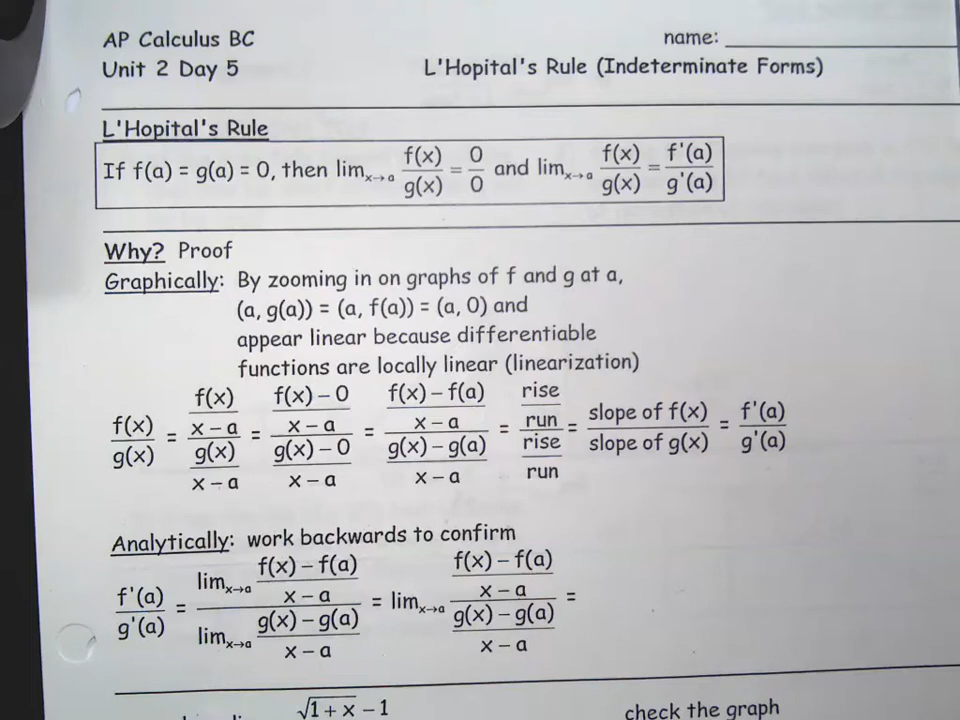 AP Calculus BC name: ____________
Unit 2 Day 5 L'Hopital's Rule (Indeterminate Forms)
L'Hopital's Rule
If f(a) = g(a) = 0, then lim_{x→a} f(x)/g(x) = 0/0 and lim_{x→a} f(x)/g(x) = f'(a)/g'(a)
Why? Proof
Graphically: By zooming in on graphs of f and g at a,
(a, g(a)) = (a, f(a)) = (a, 0) and
appear linear because differentiable
functions are locally linear (linearization)
f(x)/g(x) = (f(x)/(x – a))/(g(x)/(x – a)) = ((f(x) – 0)/(x – a))/((g(x) – 0)/(x – a)) = ((f(x) – f(a))/(x – a))/((g(x) – g(a))/(x – a)) = (rise/run)/(rise/run) = slope of f(x)/slope of g(x) = f'(a)/g'(a)
Analytically: work backwards to confirm
f'(a)/g'(a) = (lim_{x→a} (f(x) – f(a))/(x – a))/(lim_{x→a} (g(x) – g(a))/(x – a)) = lim_{x→a} ((f(x) – f(a))/(x – a))/((g(x) – g(a))/(x – a)) =
√(1 + x) – 1 check the graph